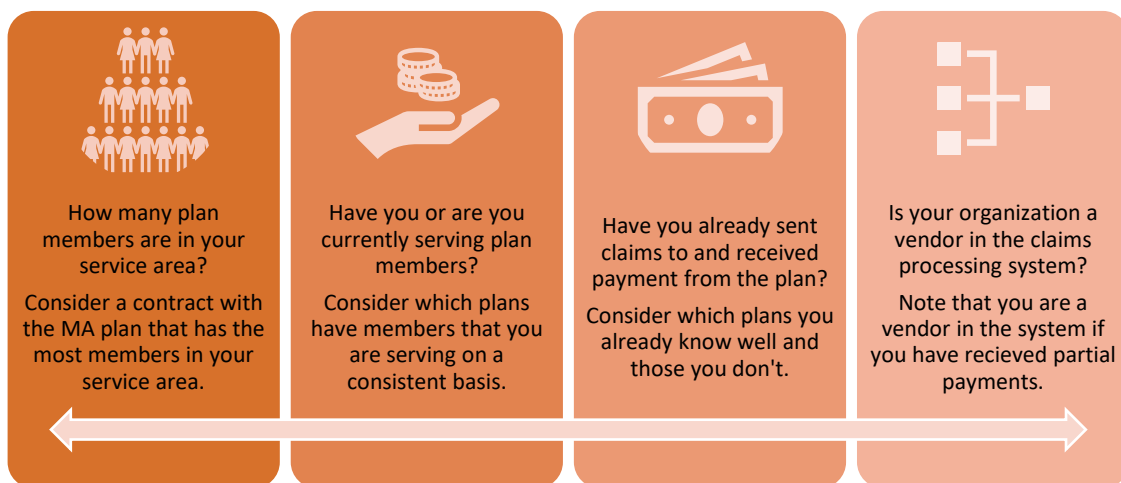 How many plan
members are in your
service area?
Consider a contract with
the MA plan that has the
most members in your
service area.
Have you or are you
currently serving plan
members?
Consider which plans
have members that you
are serving on a
consistent basis.
Have you already sent
claims to and received
payment from the plan?
Consider which plans you
already know well and
those you don't.
Is your organization a
vendor in the claims
processing system?
Note that you are a
vendor in the system if
you have recieved partial
payments.